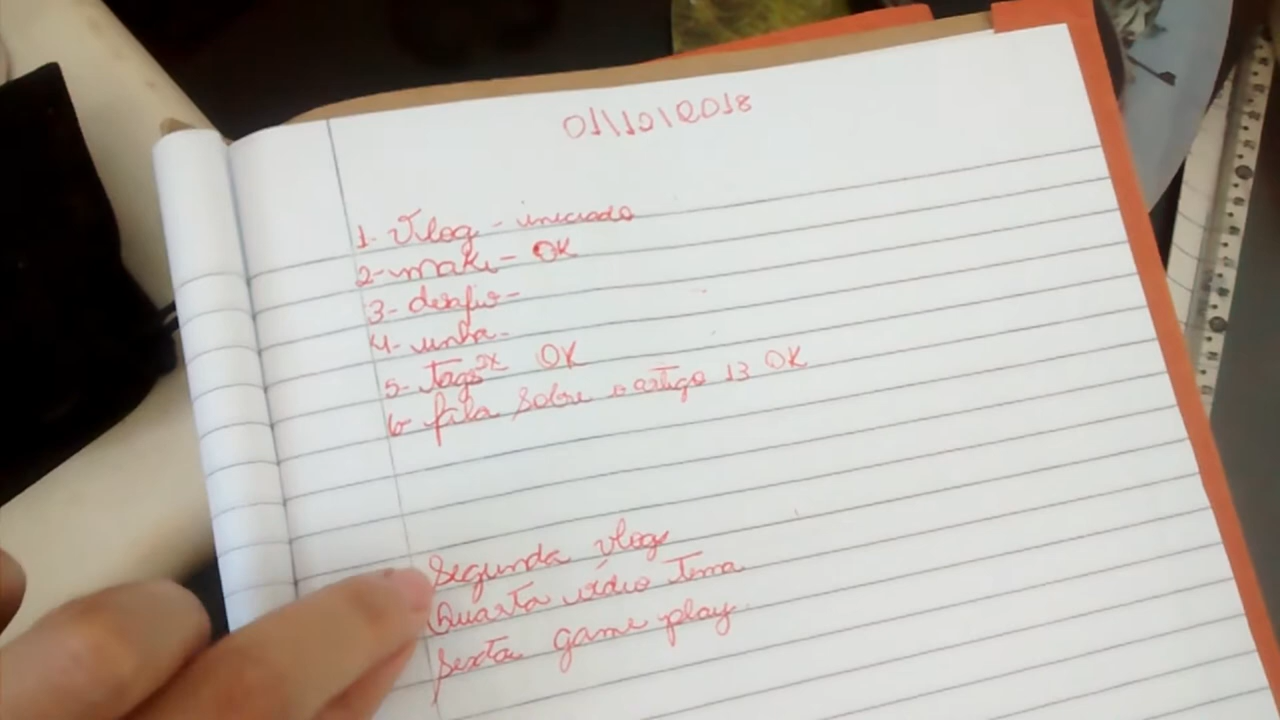 01\10\2018
1- Vlog - iniciado
2- make - OK
3- desafio -
4- unha -
5- Tags 2x OK
6- fala sobre o artigo 13 OK
Segunda vlog
Quarta vídeo Tema
Sexta game play